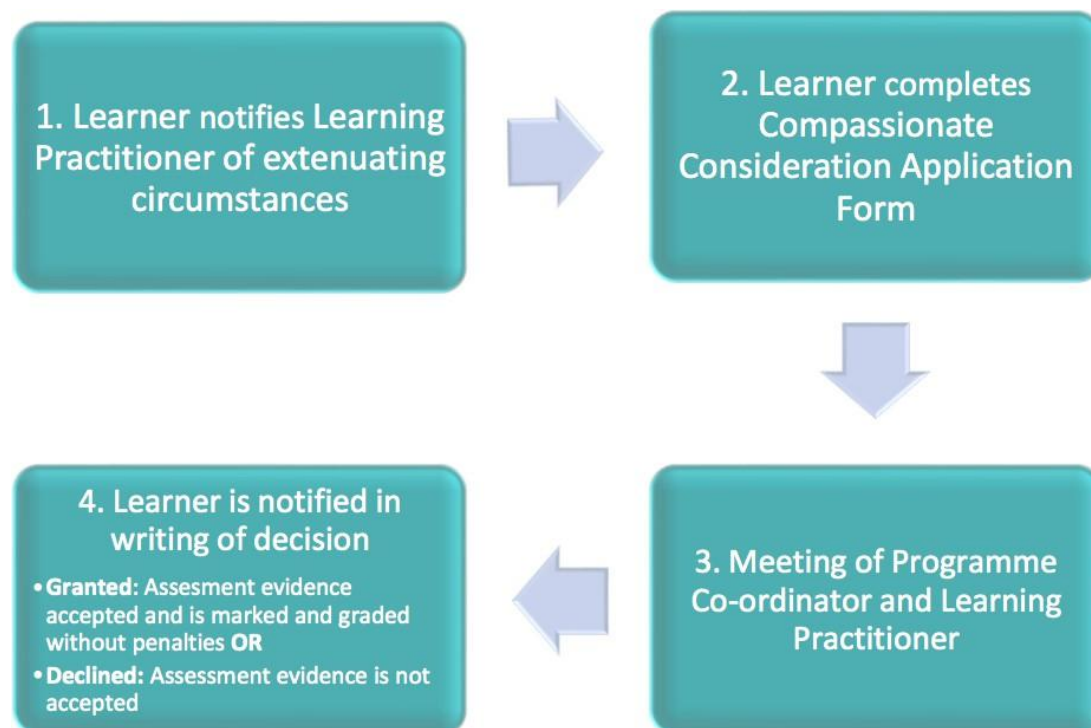 1. Learner notifies Learning
Practitioner of extenuating
circumstances
2. Learner completes
Compassionate
Consideration Application
Form
3. Meeting of Programme
Co-ordinator and Learning
Practitioner
4. Learner is notified in
writing of decision
• Granted: Assesment evidence
accepted and is marked and graded
without penalties OR
• Declined: Assessment evidence is not
accepted